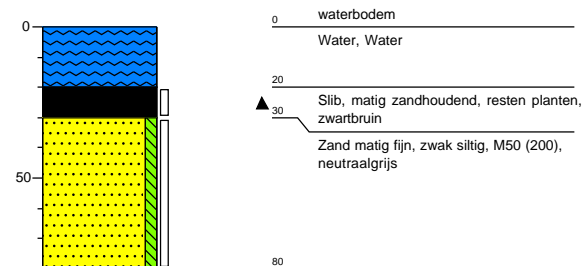 0
50
0
waterbodem
Water, Water
20
Slib, matig zandhoudend, resten planten,
zwartbruin
30
Zand matig fijn, zwak siltig, M50 (200),
neutraalgrijs
80